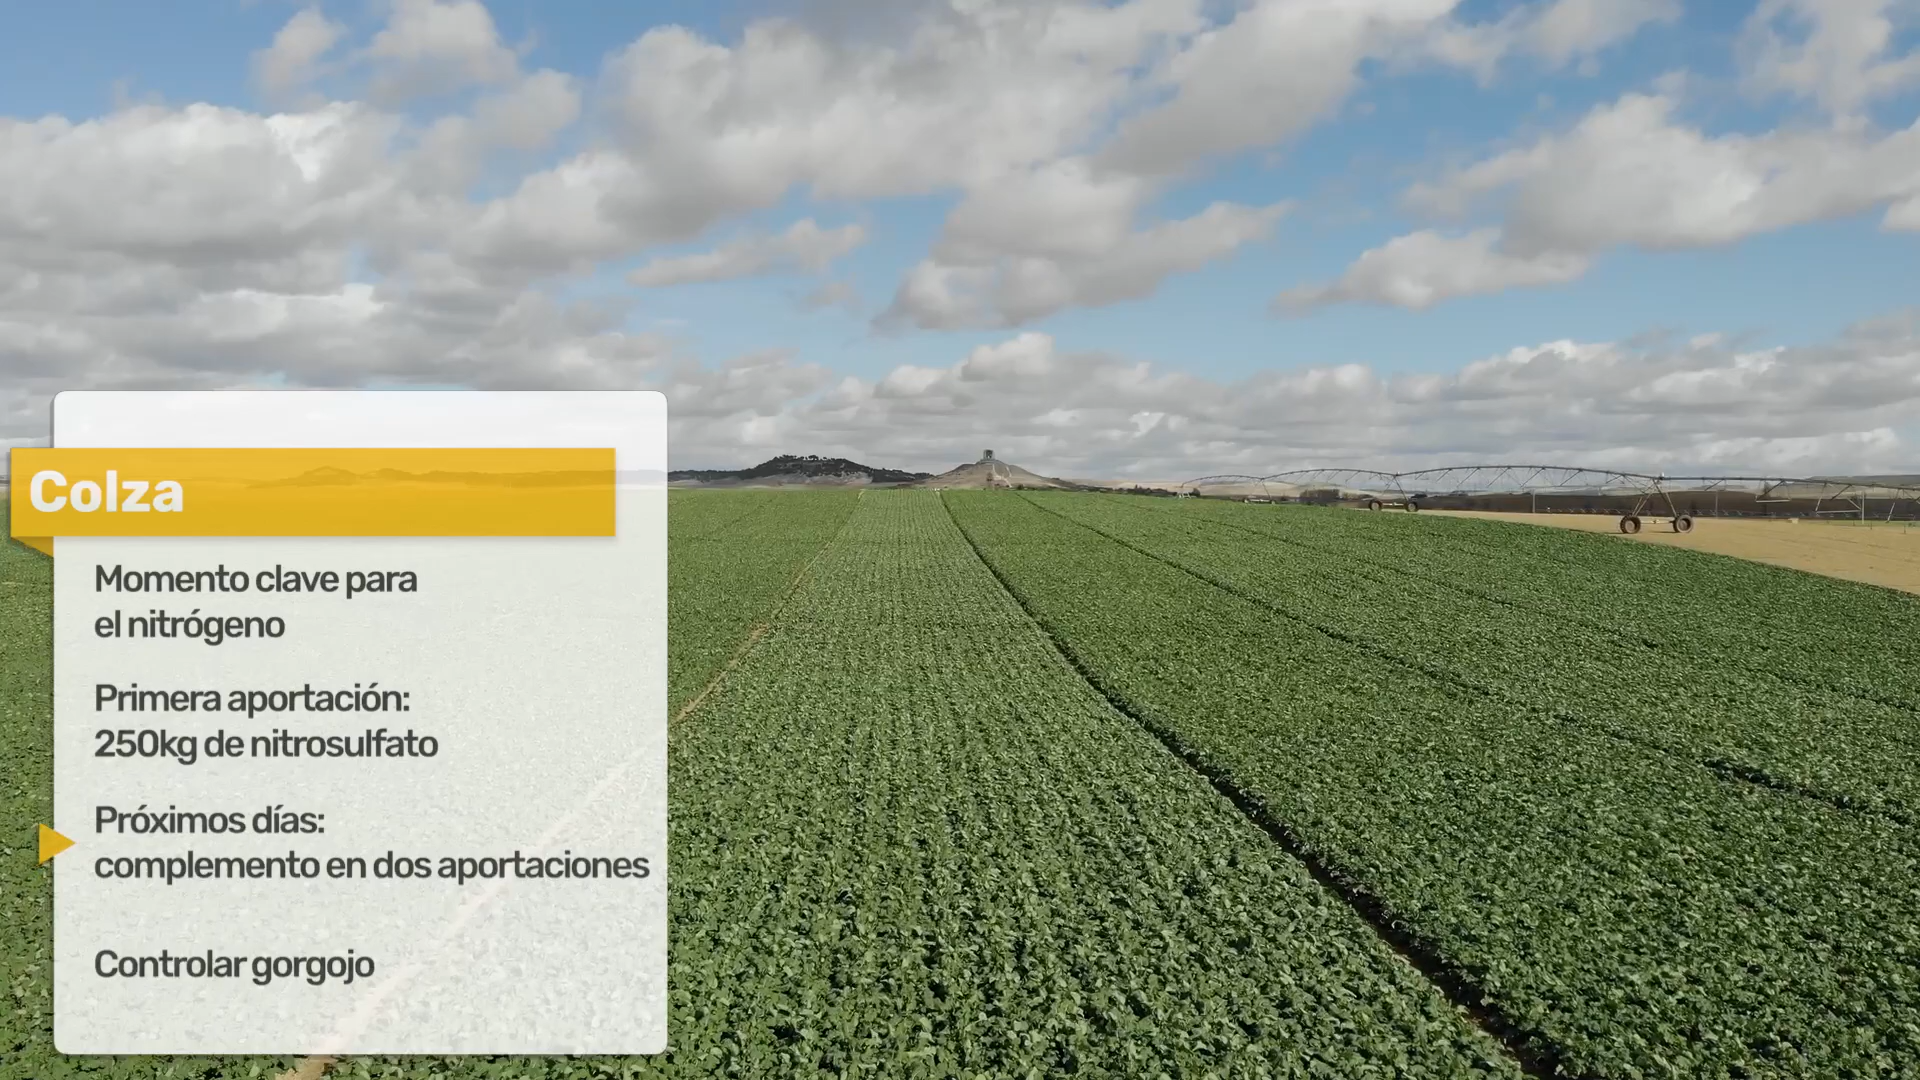 Colza
Momento clave para
el nitrógeno
Primera aportación:
250kg de nitrosulfato
Próximos días:
complemento en dos aportaciones
Controlar gorgojo